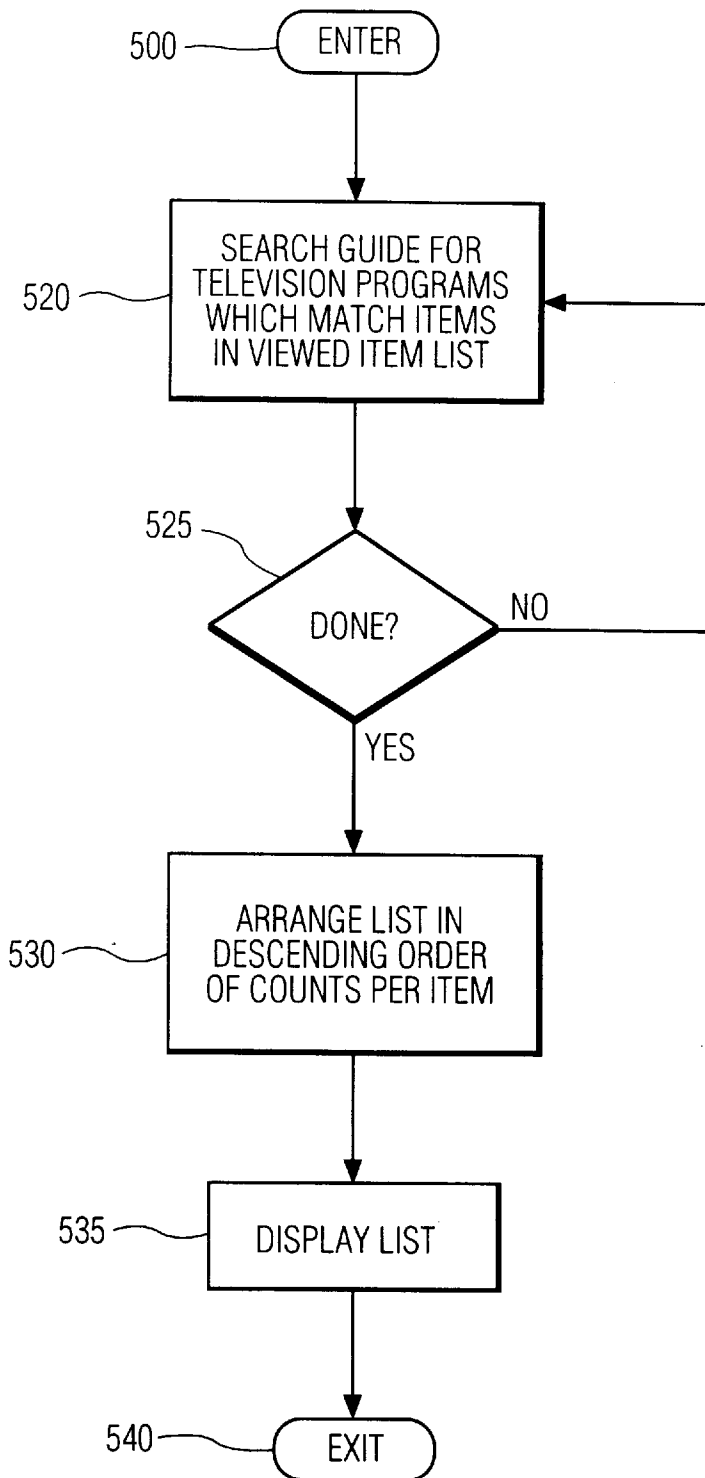 500
ENTER
520
SEARCH GUIDE FOR
TELEVISION PROGRAMS
WHICH MATCH ITEMS
IN VIEWED ITEM LIST
525
DONE?
NO
YES
530
ARRANGE LIST IN
DESCENDING ORDER
OF COUNTS PER ITEM
535
DISPLAY LIST
540
EXIT